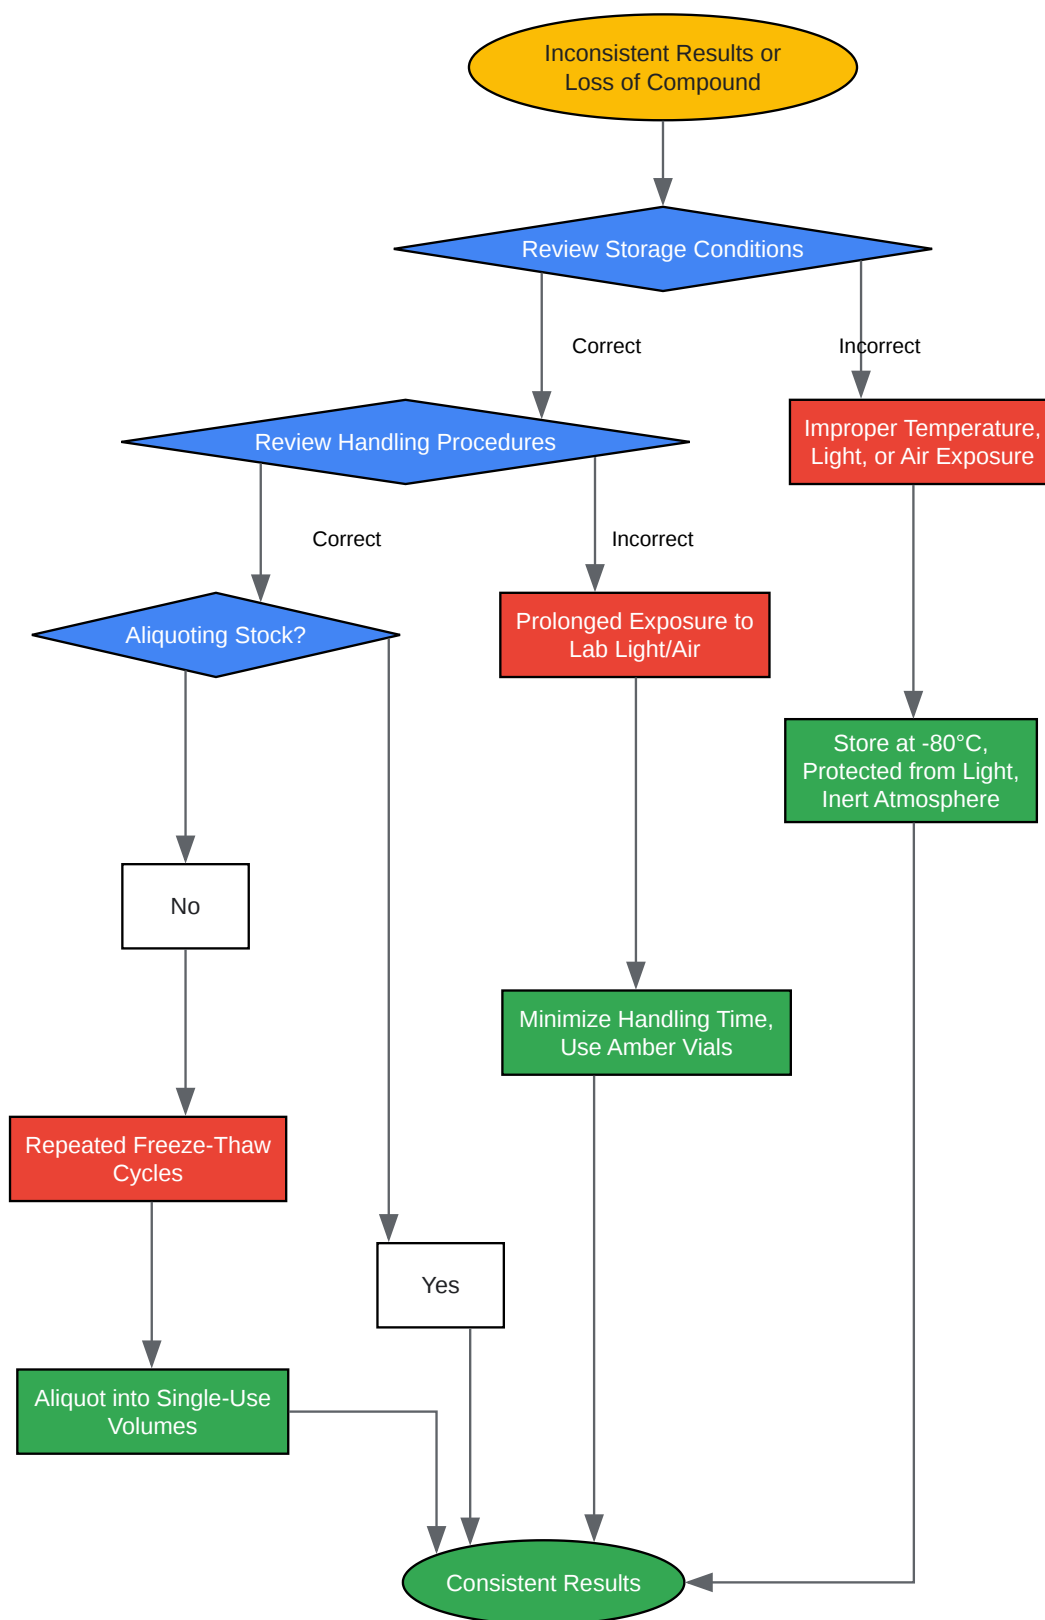 Inconsistent Results or
Loss of Compound
Review Storage Conditions
Correct
Incorrect
Review Handling Procedures
Improper Temperature,
Light, or Air Exposure
Correct
Incorrect
Aliquoting Stock?
Prolonged Exposure to
Lab Light/Air
Store at -80°C,
Protected from Light,
Inert Atmosphere
No
Minimize Handling Time,
Use Amber Vials
Repeated Freeze-Thaw
Cycles
Yes
Aliquot into Single-Use
Volumes
Consistent Results